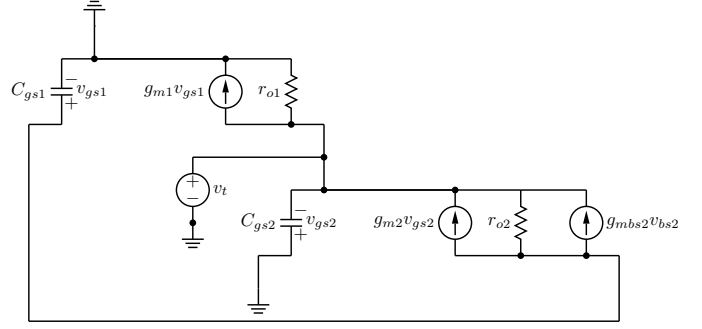 C_{gs1} − + v_{gs1}
g_{m1}v_{gs1}
r_{o1}
+ − v_t
C_{gs2} − + v_{gs2}
g_{m2}v_{gs2}
r_{o2}
g_{mbs2}v_{bs2}